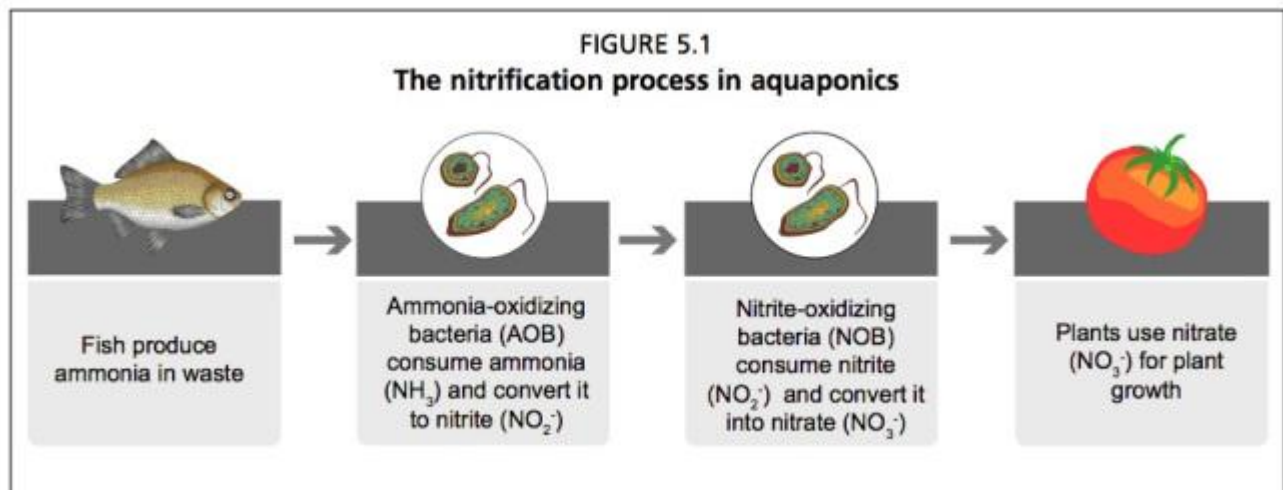 FIGURE 5.1
The nitrification process in aquaponics
Fish produce
ammonia in waste
Ammonia-oxidizing
bacteria (AOB)
consume ammonia
(NH₃) and convert it
to nitrite (NO₂⁻)
Nitrite-oxidizing
bacteria (NOB)
consume nitrite
(NO₂⁻) and convert it
into nitrate (NO₃⁻)
Plants use nitrate
(NO₃⁻) for plant
growth